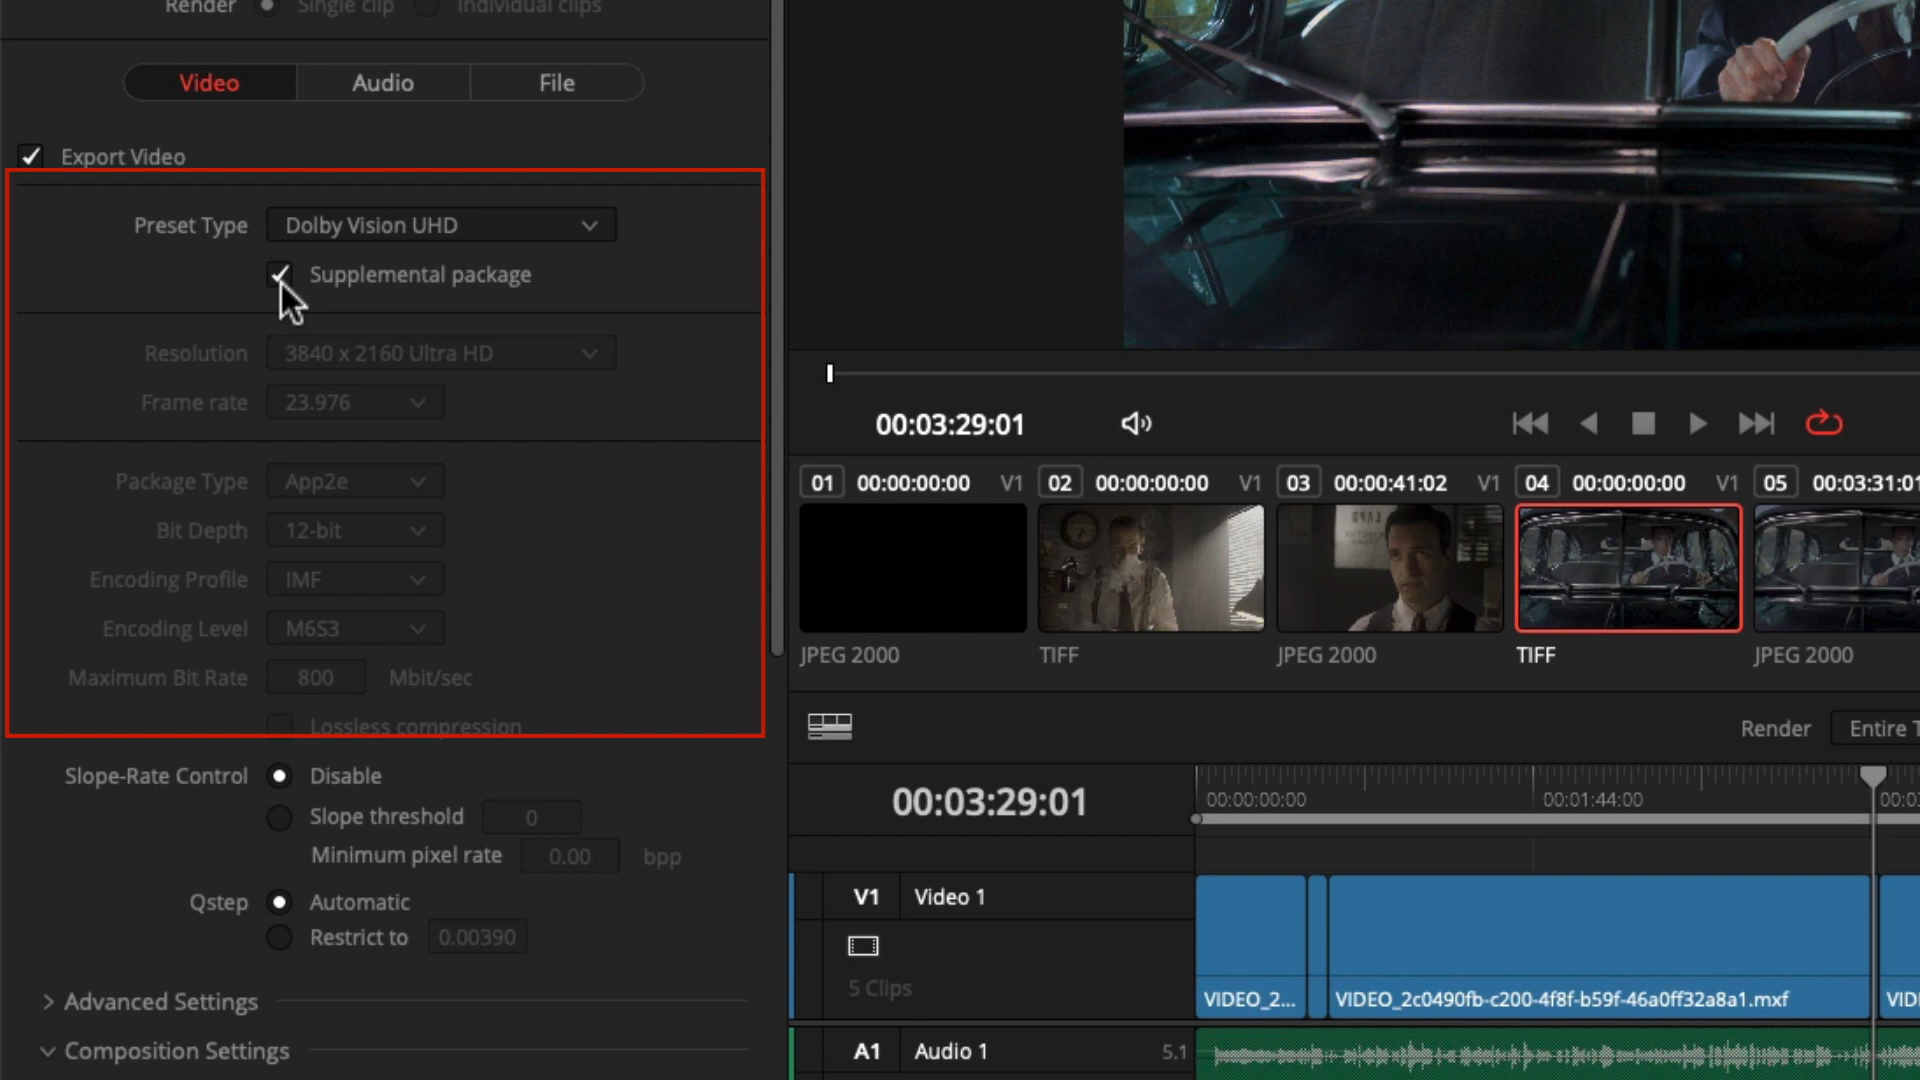 Render Single clip Individual clips
Video Audio File
Export Video
Preset Type Dolby Vision UHD
Supplemental package
Resolution 3840 x 2160 Ultra HD
Frame rate 23.976
Package Type App2e
Bit Depth 12-bit
Encoding Profile IMF
Encoding Level M6S3
Maximum Bit Rate 800 Mbit/sec
Lossless compression
Slope-Rate Control Disable
Slope threshold 0
Minimum pixel rate 0.00 bpp
Qstep Automatic
Restrict to 0.00390
Advanced Settings
Composition Settings
00:03:29:01
01 00:00:00:00 V1 02 00:00:00:00 V1 03 00:00:41:02 V1 04 00:00:00:00 V1 05 00:03:31:01
JPEG 2000 TIFF JPEG 2000 TIFF JPEG 2000
Render Entire T
00:03:29:01 00:00:00:00 00:01:44:00 00:0
V1 Video 1
5 Clips
VIDEO_2... VIDEO_2c0490fb-c200-4f8f-b59f-46a0ff32a8a1.mxf VID
A1 Audio 1 5.1